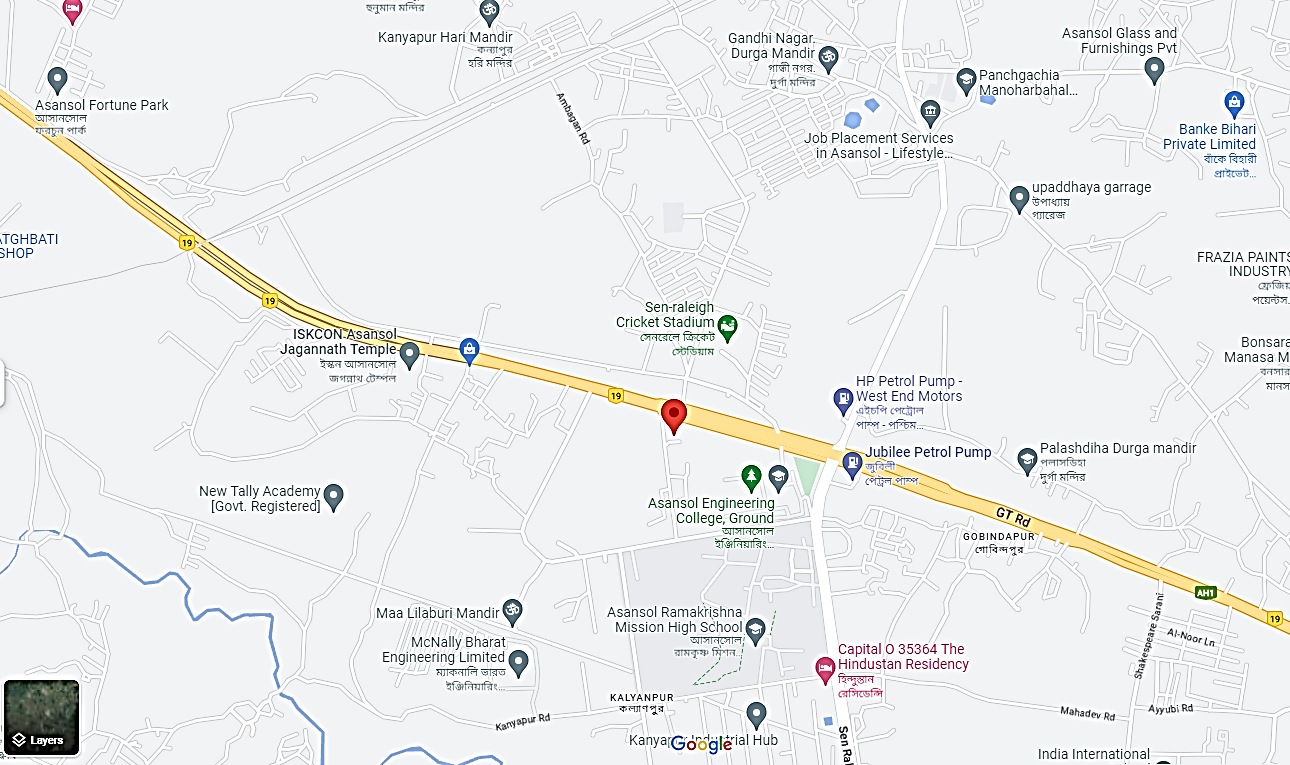 হনুমান মন্দির
Kanyapur Hari Mandir
কন্যাপুর
হরি মন্দির
Gandhi Nagar,
Durga Mandir
গান্ধী নগর,
দুর্গা মন্দির
Asansol Glass and
Furnishings Pvt
Panchgachia
Manoharbahal...
Asansol Fortune Park
আসানসোল
ফরচুন পার্ক
Ambagan Rd
Job Placement Services
in Asansol - Lifestyle...
Banke Bihari
Private Limited
বাঁকে বিহারী
প্রাইভেট...
upaddhaya garrage
উপাধ্যায়
গ্যারেজ
ATGHBATI
SHOP
19
FRAZIA PAINTS
INDUSTRY
19
Sen-raleigh
Cricket Stadium
সেনরেলে ক্রিকেট
স্টেডিয়াম
ISKCON Asansol
Jagannath Temple
ইস্কন আসানসোল
জগন্নাথ টেম্পল
Bonsara
Manasa M
বনসার
মানস
19
HP Petrol Pump -
West End Motors
এইচপি পেট্রোল
পাম্প - পশ্চিম...
Jubilee Petrol Pump
জুবিলী
পেট্রল পাম্প
Palashdiha Durga mandir
পলাসডিহা
দুর্গা মন্দির
New Tally Academy
[Govt. Registered]
Asansol Engineering
College, Ground
আসানসোল
ইঞ্জিনিয়ারিং...
GT Rd
GOBINDAPUR
গোবিন্দপুর
AH1
19
Maa Lilaburi Mandir
McNally Bharat
Engineering Limited
ম্যাকনালি ভারত
ইঞ্জিনিয়ারিং...
Asansol Ramakrishna
Mission High School
আসানসোল
রামকৃষ্ণ মিশন...
Shakespeare Sarani
Al-Noor Ln
Capital O 35364 The
Hindustan Residency
হিন্দুস্তান
রেসিডেন্সি
KALYANPUR
কল্যাণপুর
Kanyapur Rd
Mahadev Rd
Ayyubi Rd
Kanyapur Industrial Hub
Google
Sen Ral
India International
Layers